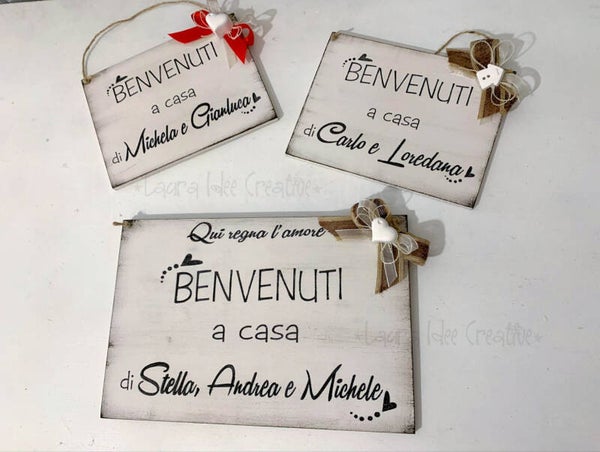 BENVENUTI
a casa
di Michela e Gianluca
BENVENUTI
a casa
di Carlo e Loredana
*Laura Idee Creative*
Qui regna l'amore
BENVENUTI
a casa
di Stella, Andrea e Michele
*Laura Idee Creative*